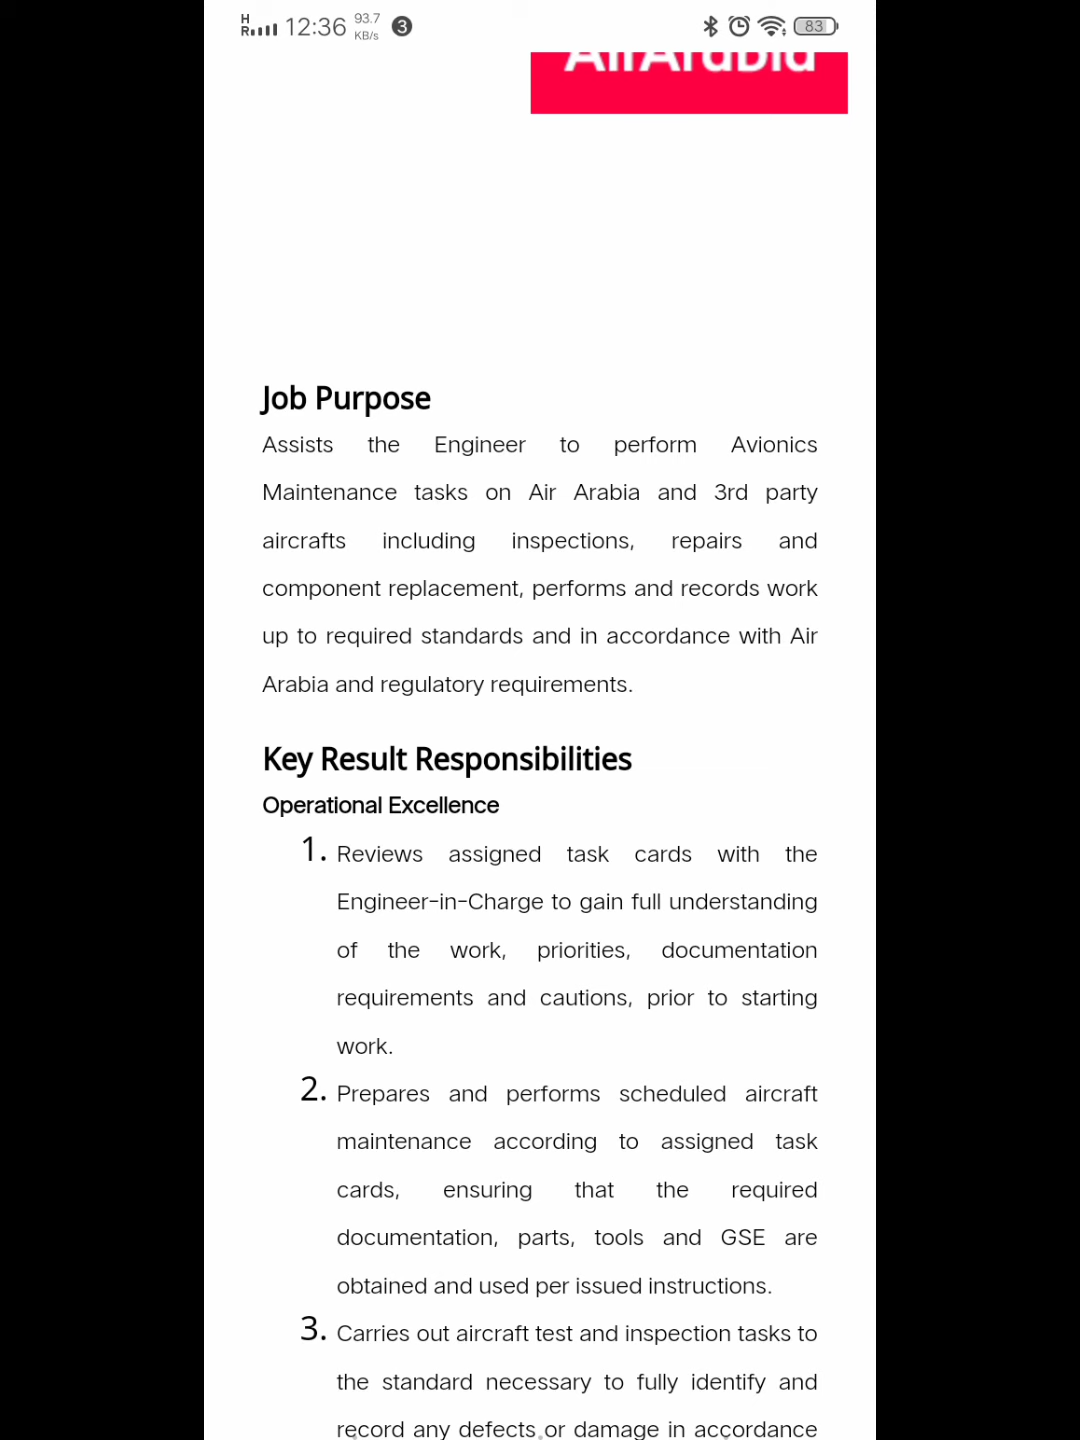 HR 12:36 93.7 KB/s 3 83
AirArabia
Job Purpose
Assists the Engineer to perform Avionics
Maintenance tasks on Air Arabia and 3rd party
aircrafts including inspections, repairs and
component replacement, performs and records work
up to required standards and in accordance with Air
Arabia and regulatory requirements.
Key Result Responsibilities
Operational Excellence
1. Reviews assigned task cards with the
Engineer-in-Charge to gain full understanding
of the work, priorities, documentation
requirements and cautions, prior to starting
work.
2. Prepares and performs scheduled aircraft
maintenance according to assigned task
cards, ensuring that the required
documentation, parts, tools and GSE are
obtained and used per issued instructions.
3. Carries out aircraft test and inspection tasks to
the standard necessary to fully identify and
record any defects or damage in accordance